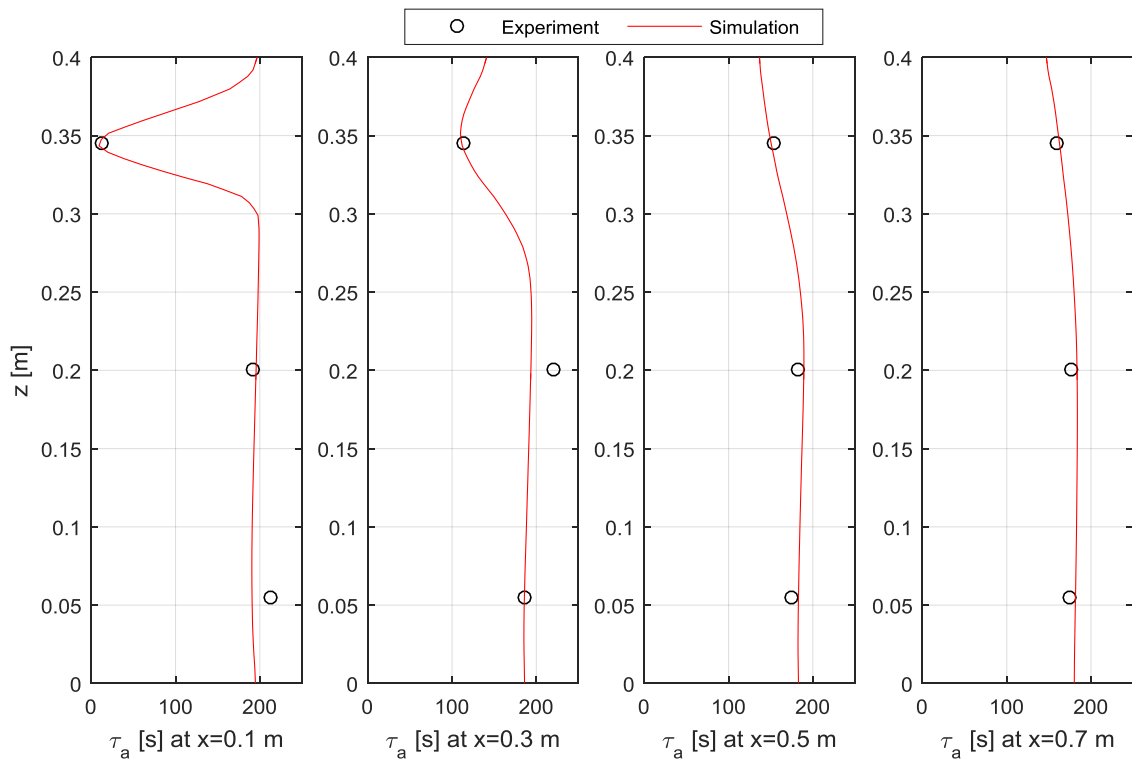 Experiment Simulation
0.4 0.4 0.4 0.4
0.35 0.35 0.35 0.35
0.3 0.3 0.3 0.3
0.25 0.25 0.25 0.25
z [m]
0.2 0.2 0.2 0.2
0.15 0.15 0.15 0.15
0.1 0.1 0.1 0.1
0.05 0.05 0.05 0.05
0 0 0 0
0 100 200 0 100 200 0 100 200 0 100 200
τa [s] at x=0.1 m τa [s] at x=0.3 m τa [s] at x=0.5 m τa [s] at x=0.7 m